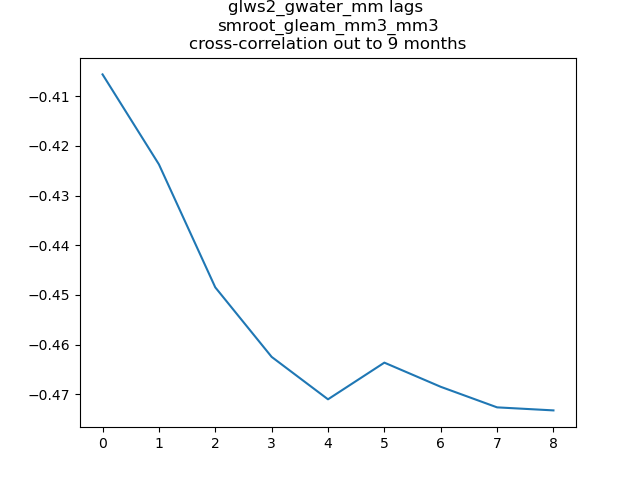 glws2_gwater_mm lags
smroot_gleam_mm3_mm3
cross-correlation out to 9 months
−0.41
−0.42
−0.43
−0.44
−0.45
−0.46
−0.47
0 1 2 3 4 5 6 7 8